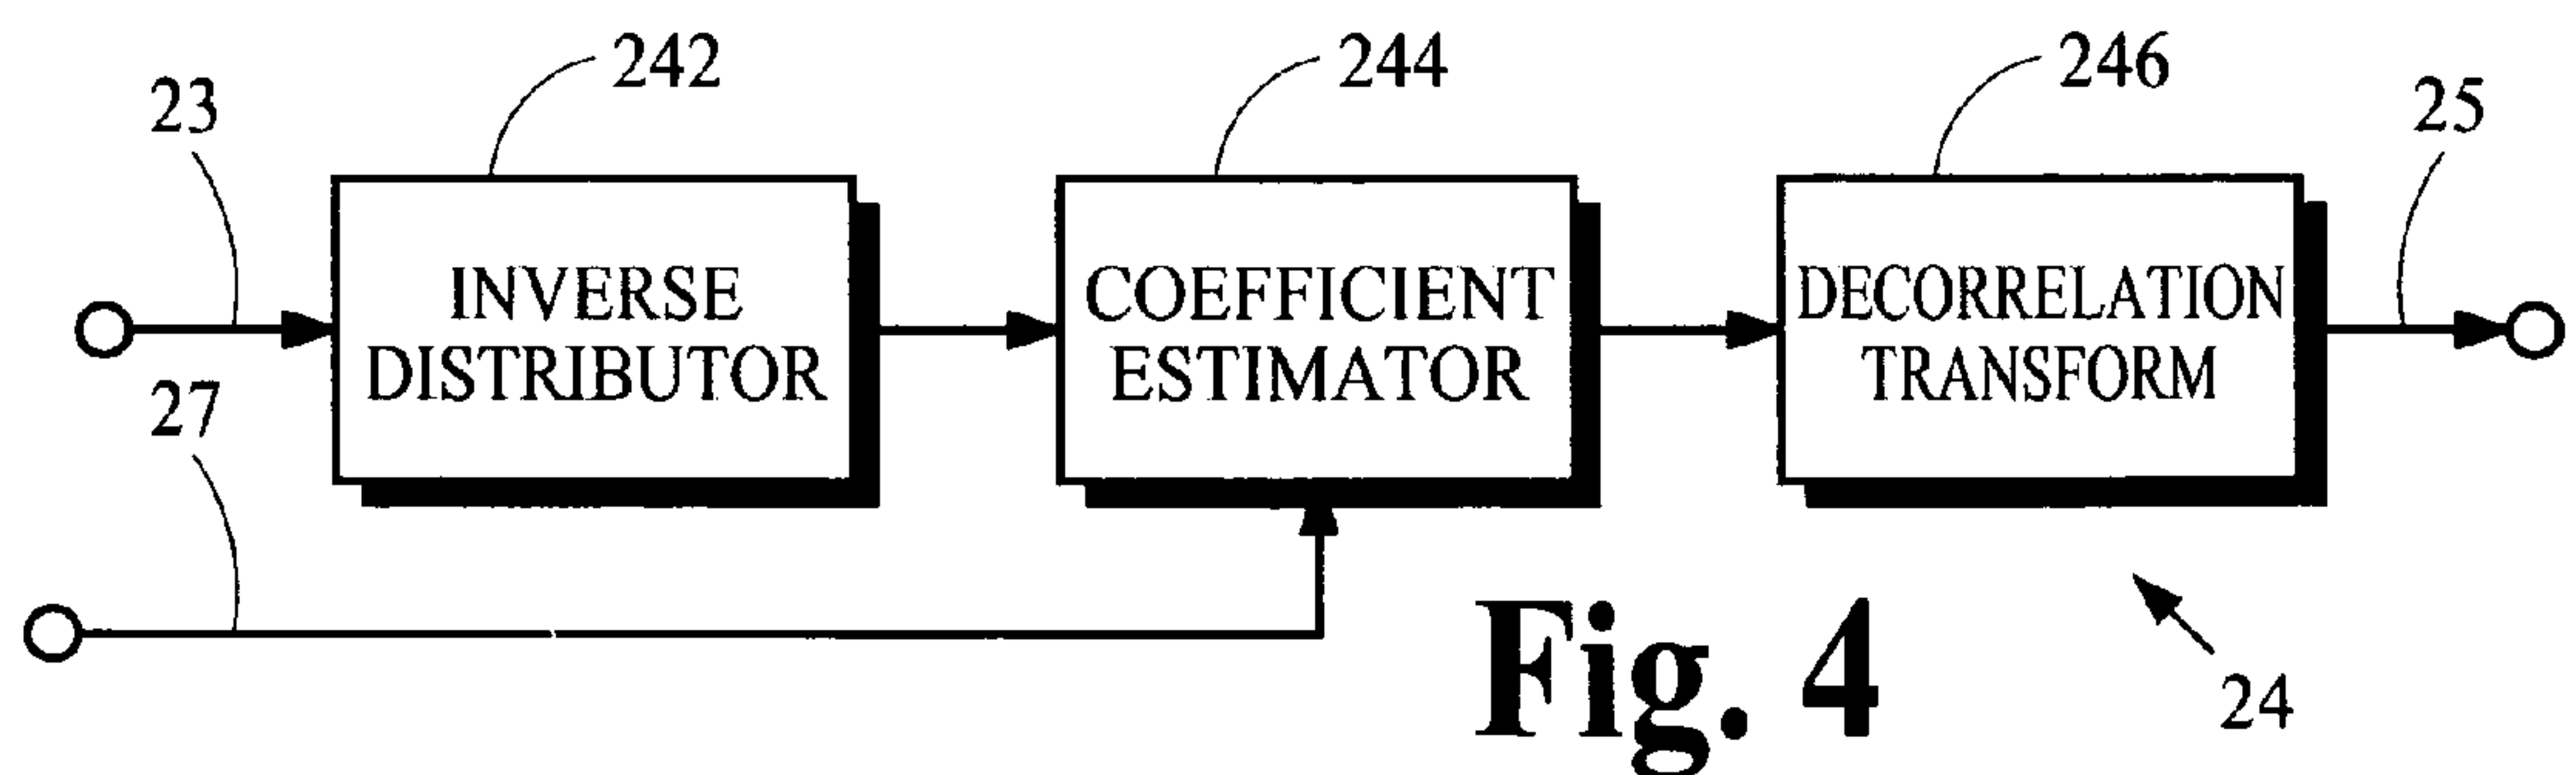 242
244
246
23
25
INVERSE
DISTRIBUTOR
COEFFICIENT
ESTIMATOR
DECORRELATION
TRANSFORM
27
Fig. 4
24